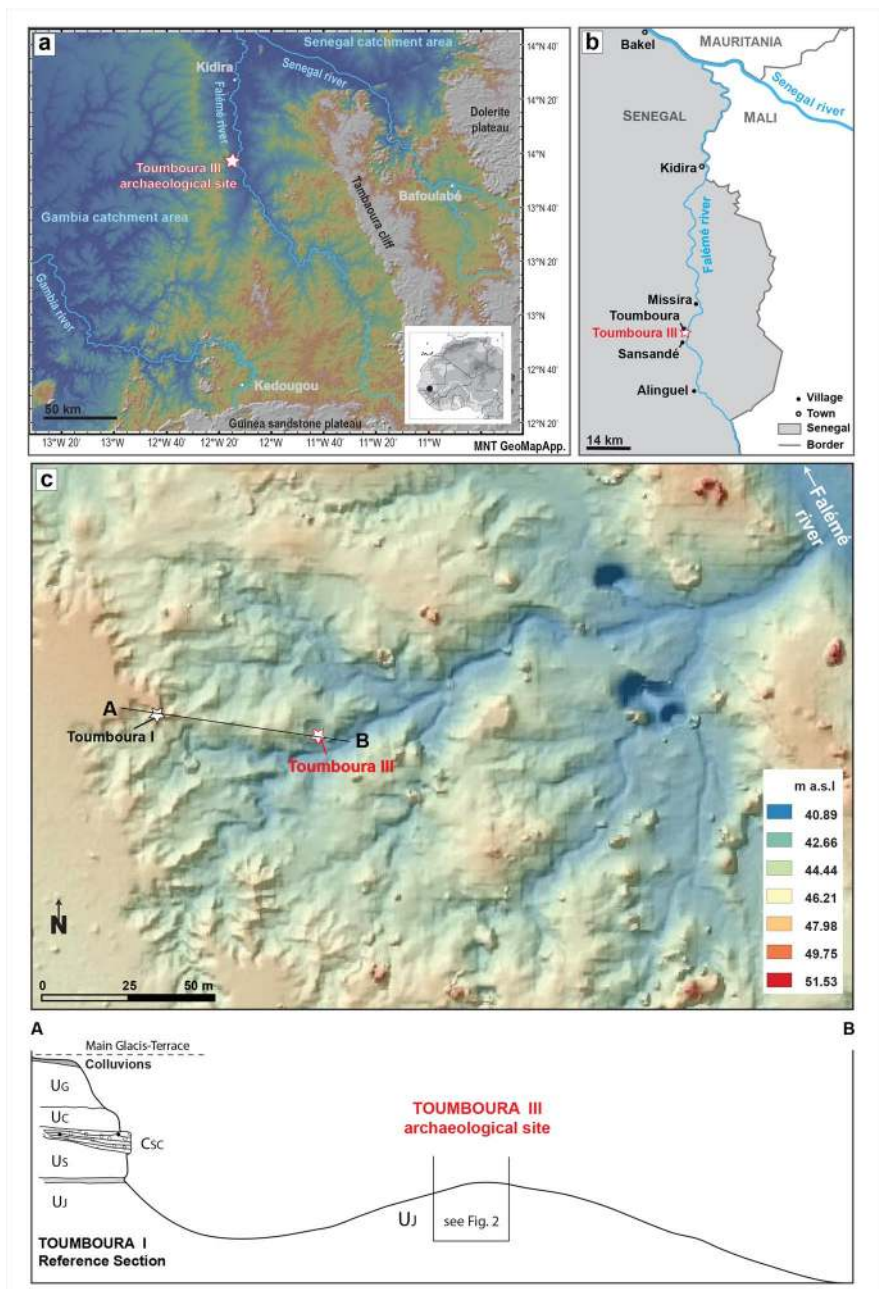 a
Senegal catchment area
Senegal river
Kidira
Falémé river
Dolerite
plateau
Toumboura III
archaeological site
Tambaoura cliff
Bafoulabé
Gambia catchment area
Gambia river
Kedougou
50 km
Guinea sandstone plateau
MNT GeoMapApp.
14°N 40'
14°N 20'
14°N
13°N 40'
13°N 20'
13°N
12°N 40'
12°N 20'
13°W 20'
13°W
12°W 40'
12°W 20'
12°W
11°W 40'
11°W 20'
11°W
b
Bakel
MAURITANIA
Senegal river
SENEGAL
MALI
Kidira
Falémé river
Missira
Toumboura
Toumboura III
Sansandé
Alinguel
Village
Town
Senegal
Border
14 km
c
Falémé
river
A
Toumboura I
B
Toumboura III
m a.s.l
40.89
42.66
44.44
46.21
47.98
49.75
51.53
N
0 25 50 m
A
B
Main Glacis-Terrace
Colluvions
UG
UC
CSC
US
UJ
TOUMBOURA III
archaeological site
UJ
see Fig. 2
TOUMBOURA I
Reference Section